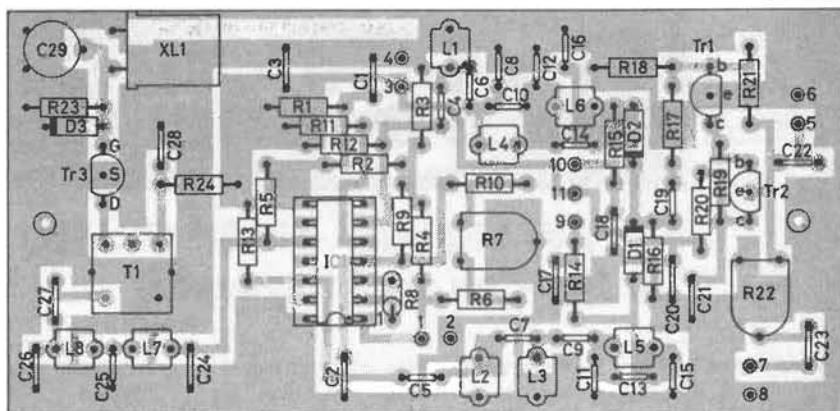 C29
XL1
C3
C1
4
3
L1
C6
C8
C12
C16
R18
Tr1
b
e
c
R21
6
5
R23
D3
R1
R11
R12
R2
R3
C4
C10
L6
R15
D2
R17
C28
G
S
D
Tr3
L4
C14
10
C22
R24
R5
R13
R9
R4
R10
11
9
C18
C19
R20
R19
b
e
c
Tr2
T1
IC1
R8
R7
C17
R14
D1
R16
C20
C21
R22
C27
R6
1
2
C7
C9
L5
C23
L8
L7
C26
C25
C24
C2
C5
L2
L3
C11
C13
C15
7
8